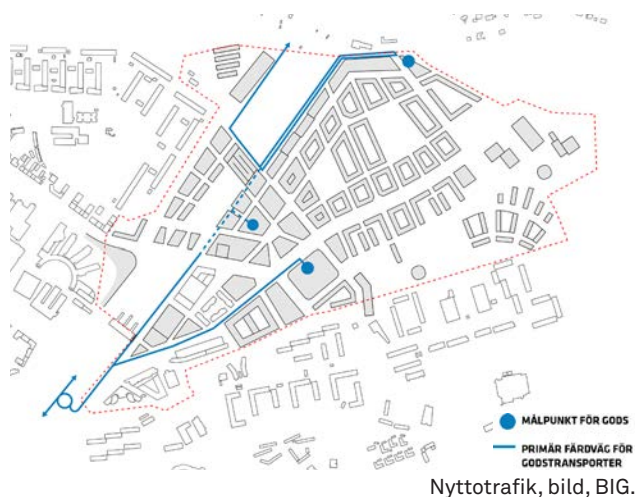 MÅLPUNKT FÖR GODS
PRIMÄR FÄRDVÄG FÖR
GODSTRANSPORTER
Nyttotrafik, bild, BIG.